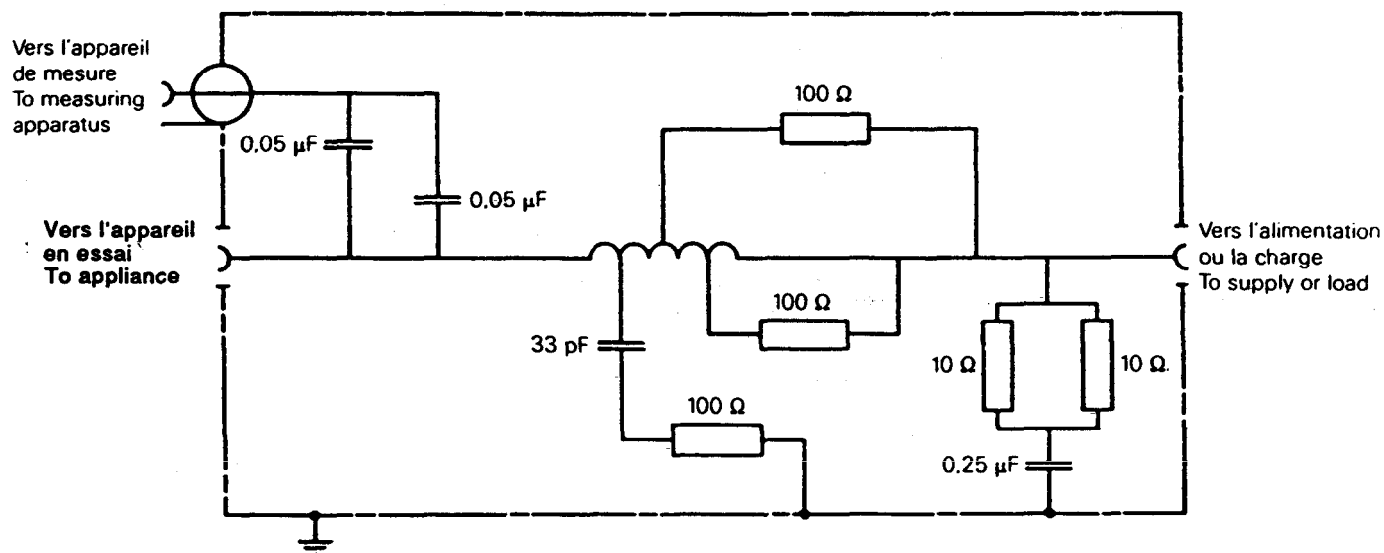 Vers l'appareil
de mesure
To measuring
apparatus
100 Ω
0.05 µF
0.05 µF
Vers l'appareil
en essai
To appliance
Vers l'alimentation
ou la charge
To supply or load
100 Ω
33 pF
10 Ω
10 Ω.
100 Ω
0.25 µF